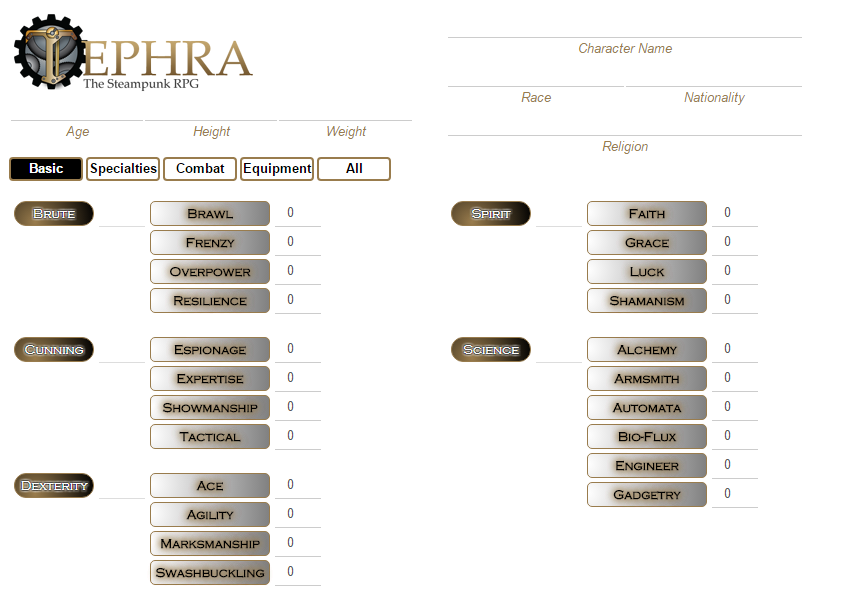 TEPHRA
The Steampunk RPG
Character Name
Race Nationality
Age Height Weight
Religion
Basic Specialties Combat Equipment All
BRUTE
BRAWL 0
FRENZY 0
OVERPOWER 0
RESILIENCE 0
CUNNING
ESPIONAGE 0
EXPERTISE 0
SHOWMANSHIP 0
TACTICAL 0
DEXTERITY
ACE 0
AGILITY 0
MARKSMANSHIP 0
SWASHBUCKLING 0
SPIRIT
FAITH 0
GRACE 0
LUCK 0
SHAMANISM 0
SCIENCE
ALCHEMY 0
ARMSMITH 0
AUTOMATA 0
BIO-FLUX 0
ENGINEER 0
GADGETRY 0